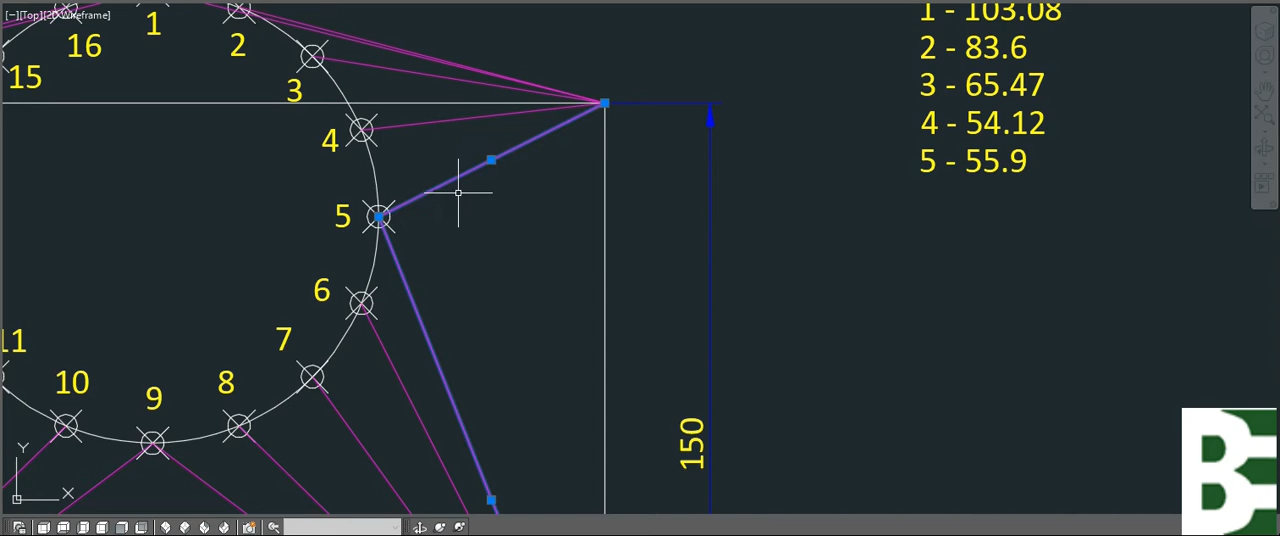 [−][Top][2D Wireframe]
1 - 103.08
2 - 83.6
3 - 65.47
4 - 54.12
5 - 55.9
16
1
2
15
3
4
5
6
7
11
10
9
8
150
Y
X
B
E